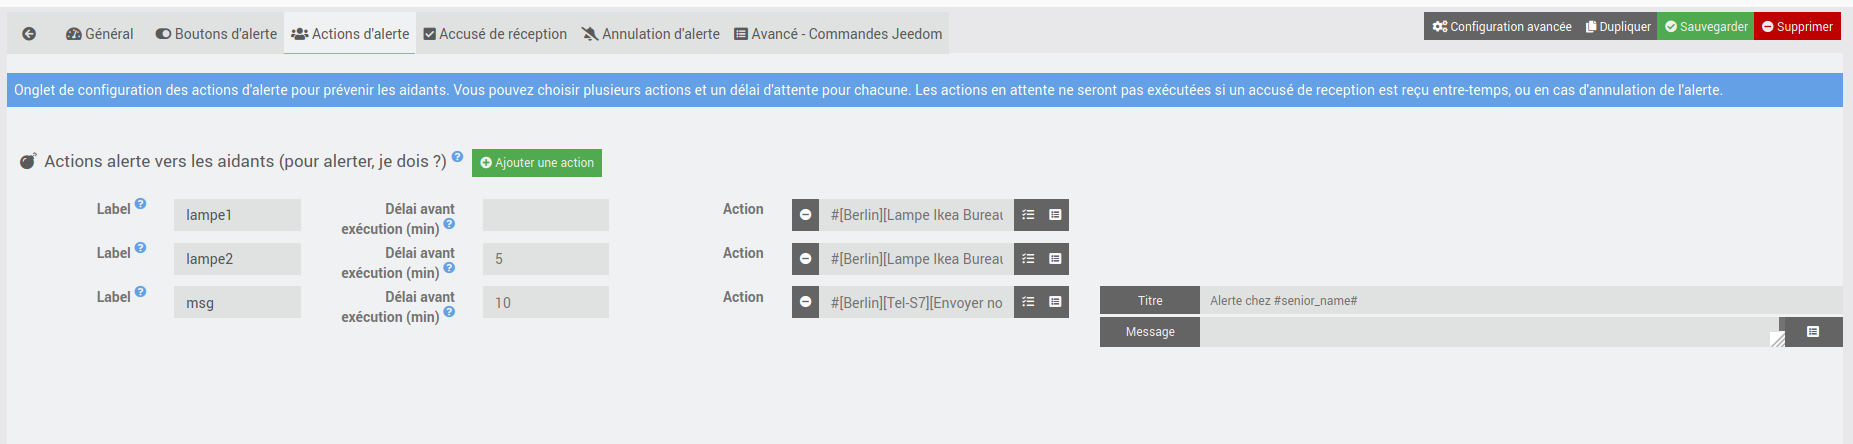 Général Boutons d'alerte Actions d'alerte Accusé de réception Annulation d'alerte Avancé - Commandes Jeedom Configuration avancée Dupliquer Sauvegarder Supprimer
Onglet de configuration des actions d'alerte pour prévenir les aidants. Vous pouvez choisir plusieurs actions et un délai d'attente pour chacune. Les actions en attente ne seront pas exécutées si un accusé de reception est reçu entre-temps, ou en cas d'annulation de l'alerte.
Actions alerte vers les aidants (pour alerter, je dois ?) ? Ajouter une action
Label ? lampe1 Délai avant exécution (min) ? Action #[Berlin][Lampe Ikea Bureau
Label ? lampe2 Délai avant exécution (min) ? 5 Action #[Berlin][Lampe Ikea Bureau
Label ? msg Délai avant exécution (min) ? 10 Action #[Berlin][Tel-S7][Envoyer no Titre Alerte chez #senior_name#
Message